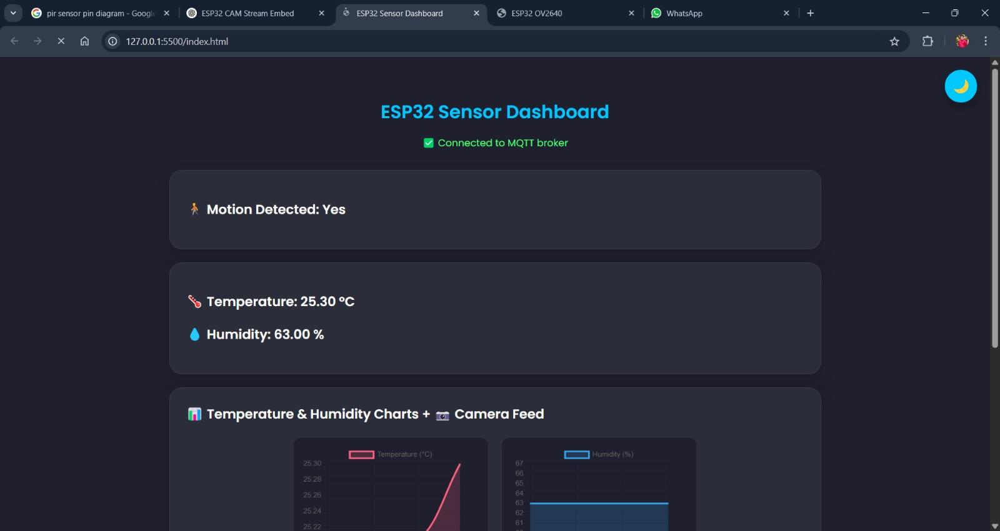 pir sensor pin diagram - Google
ESP32 CAM Stream Embed
ESP32 Sensor Dashboard
ESP32 OV2640
WhatsApp
127.0.0.1:5500/index.html
ESP32 Sensor Dashboard
✅ Connected to MQTT broker
🚶 Motion Detected: Yes
🌡️ Temperature: 25.30 °C
💧 Humidity: 63.00 %
📊 Temperature & Humidity Charts + 📷 Camera Feed
Temperature (°C)
25.30
25.28
25.26
25.24
25.22
Humidity (%)
67
66
65
64
63
62
61